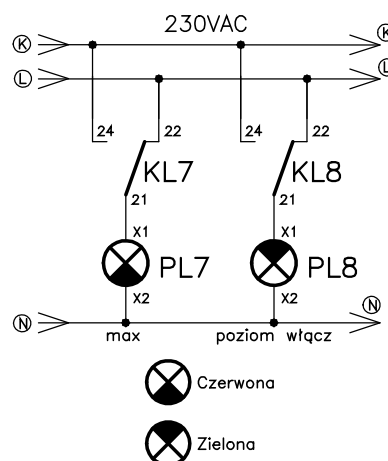 230VAC
K K
L L
24 22 24 22
KL7 KL8
21 21
X1 X1
PL7 PL8
X2 X2
N N
max poziom włącz
Czerwona
Zielona